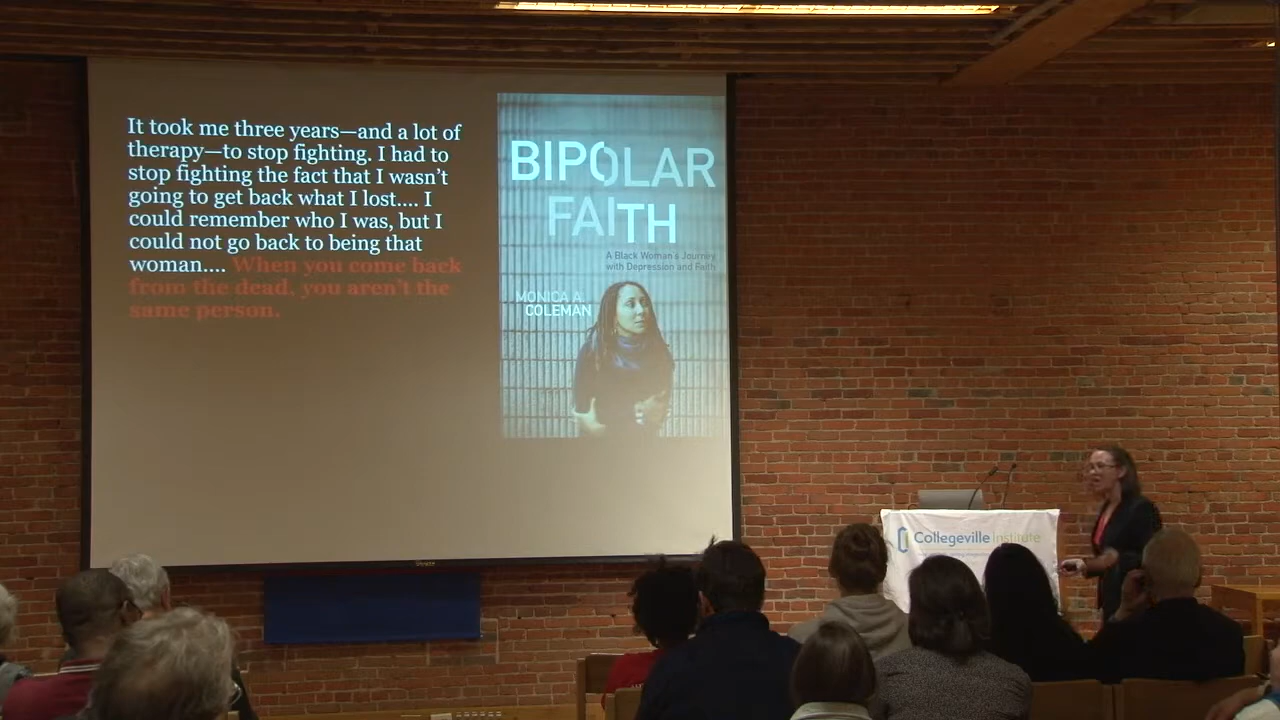 It took me three years—and a lot of
therapy—to stop fighting. I had to
stop fighting the fact that I wasn't
going to get back what I lost.... I
could remember who I was, but I
could not go back to being that
woman.... When you come back
from the dead, you aren't the
same person.
BIPOLAR
FAITH
A Black Woman's Journey
with Depression and Faith
MONICA A.
COLEMAN
Collegeville Institute